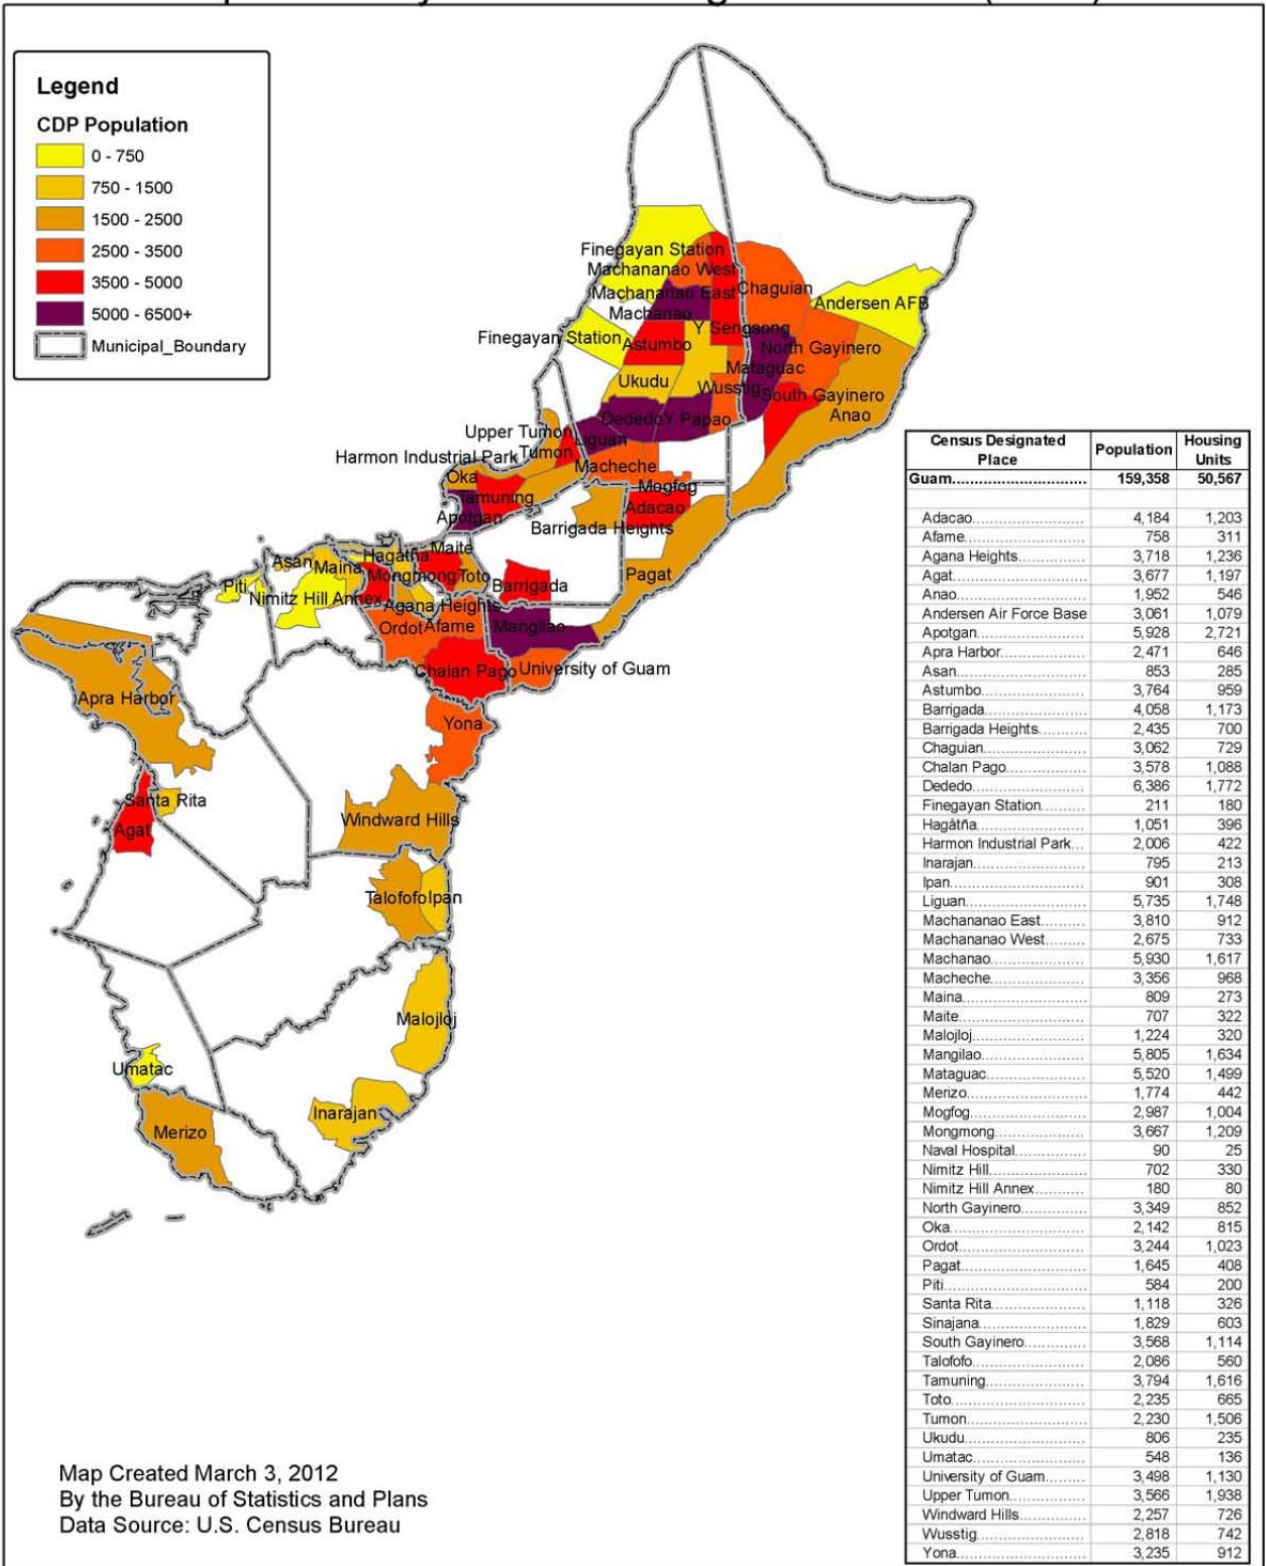 Legend
CDP Population
0 - 750
750 - 1500
1500 - 2500
2500 - 3500
3500 - 5000
5000 - 6500+
Municipal_Boundary
Finegayan Station
Machananao West
Machananao East
Chaguian
Andersen AFB
Machanao
Y Sengsong
Finegayan Station
Astumbo
North Gayinero
Mataguac
Ukudu
Wusstig
South Gayinero
Anao
Dededo
Y Papao
Upper Tumon
Liguan
Harmon Industrial Park
Tumon
Macheche
Oka
Mogfog
Tamuning
Adacao
Apotgan
Barrigada Heights
Maite
Hagåtña
Asan
Maina
Mongmong
Toto
Pagat
Piti
Barrigada
Nimitz Hill Annex
Agana Heights
Ordot
Afame
Mangilao
Chalan Pago
University of Guam
Apra Harbor
Yona
Santa Rita
Windward Hills
Agat
Talofofo
Ipan
Malojloj
Umatac
Inarajan
Merizo
Census Designated Place Population Housing Units
Guam 159,358 50,567
Adacao 4,184 1,203
Afame 758 311
Agana Heights 3,718 1,236
Agat 3,677 1,197
Anao 1,952 546
Andersen Air Force Base 3,061 1,079
Apotgan 5,928 2,721
Apra Harbor 2,471 646
Asan 853 285
Astumbo 3,764 959
Barrigada 4,058 1,173
Barrigada Heights 2,435 700
Chaguian 3,062 729
Chalan Pago 3,578 1,088
Dededo 6,386 1,772
Finegayan Station 211 180
Hagåtña 1,051 396
Harmon Industrial Park 2,006 422
Inarajan 795 213
Ipan 901 308
Liguan 5,735 1,748
Machananao East 3,810 912
Machananao West 2,675 733
Machanao 5,930 1,617
Macheche 3,356 968
Maina 809 273
Maite 707 322
Malojloj 1,224 320
Mangilao 5,805 1,634
Mataguac 5,520 1,499
Merizo 1,774 442
Mogfog 2,987 1,004
Mongmong 3,667 1,209
Naval Hospital 90 25
Nimitz Hill 702 330
Nimitz Hill Annex 180 80
North Gayinero 3,349 852
Oka 2,142 815
Ordot 3,244 1,023
Pagat 1,645 408
Piti 584 200
Santa Rita 1,118 326
Sinajana 1,829 603
South Gayinero 3,568 1,114
Talofofo 2,086 560
Tamuning 3,794 1,616
Toto 2,235 665
Tumon 2,230 1,506
Ukudu 806 235
Umatac 548 136
University of Guam 3,498 1,130
Upper Tumon 3,566 1,938
Windward Hills 2,257 726
Wusstig 2,818 742
Yona 3,235 912
Map Created March 3, 2012
By the Bureau of Statistics and Plans
Data Source: U.S. Census Bureau